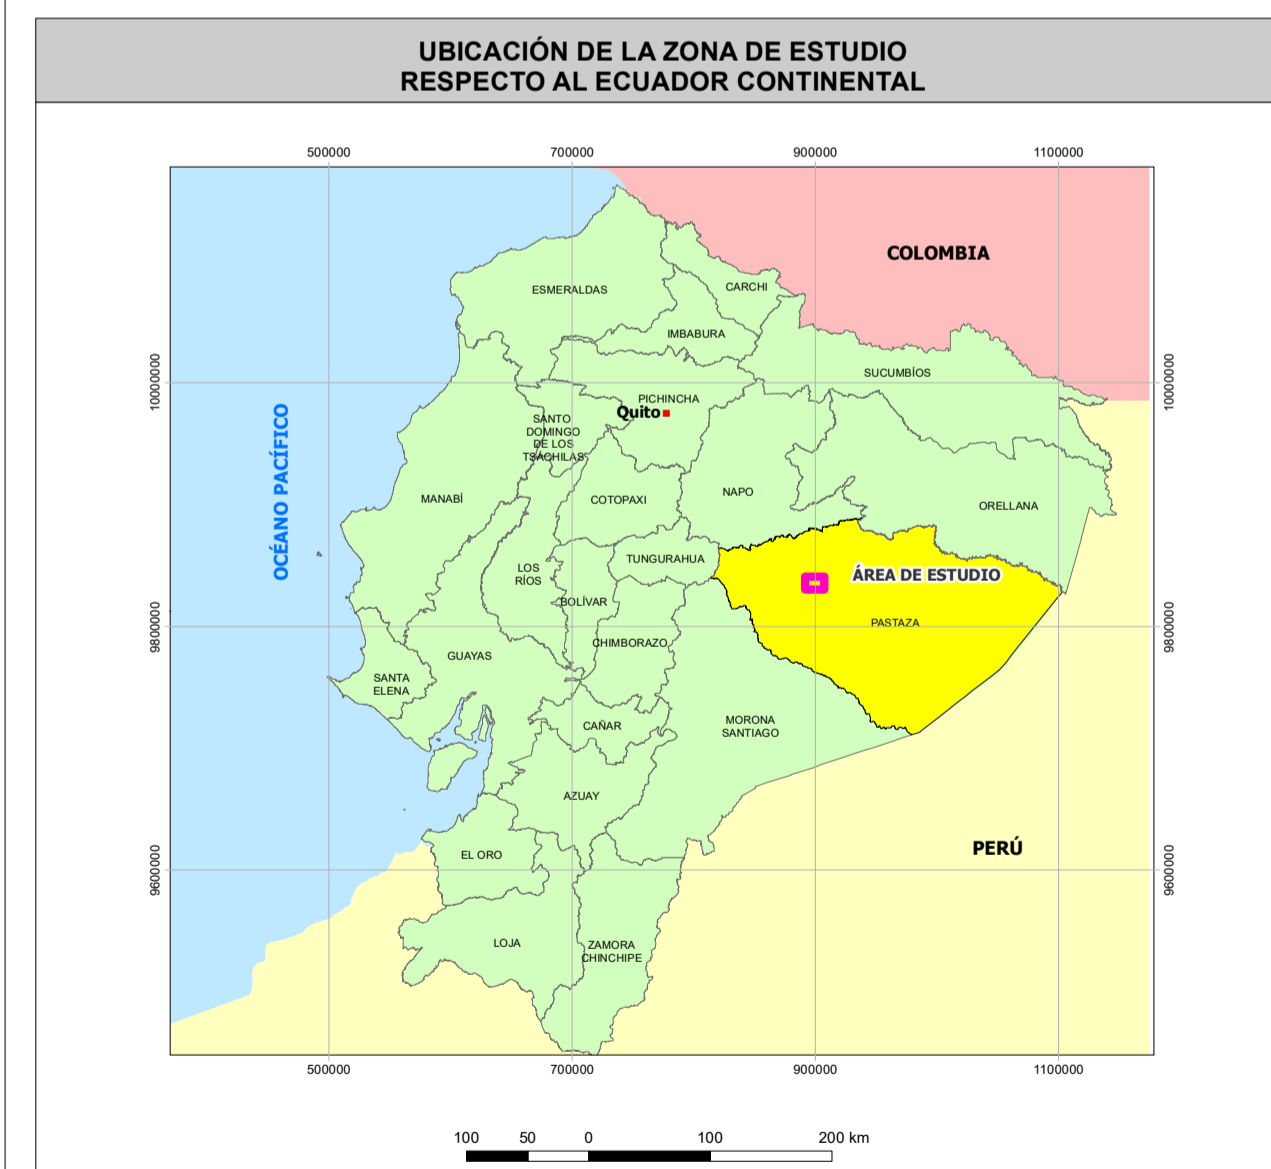 UBICACIÓN DE LA ZONA DE ESTUDIO
RESPECTO AL ECUADOR CONTINENTAL
500000
700000
900000
1100000
COLOMBIA
CARCHI
ESMERALDAS
IMBABURA
SUCUMBÍOS
10000000
10000000
PICHINCHA
Quito
SANTO
DOMINGO
DE LOS
TSÁCHILAS
OCÉANO PACÍFICO
MANABÍ
COTOPAXI
NAPO
ORELLANA
TUNGURAHUA
LOS
RÍOS
ÁREA DE ESTUDIO
BOLÍVAR
PASTAZA
9800000
9800000
CHIMBORAZO
GUAYAS
SANTA
ELENA
CAÑAR
MORONA
SANTIAGO
AZUAY
EL ORO
PERÚ
9600000
9600000
LOJA
ZAMORA
CHINCHIPE
500000
700000
900000
1100000
100
50
0
100
200 km